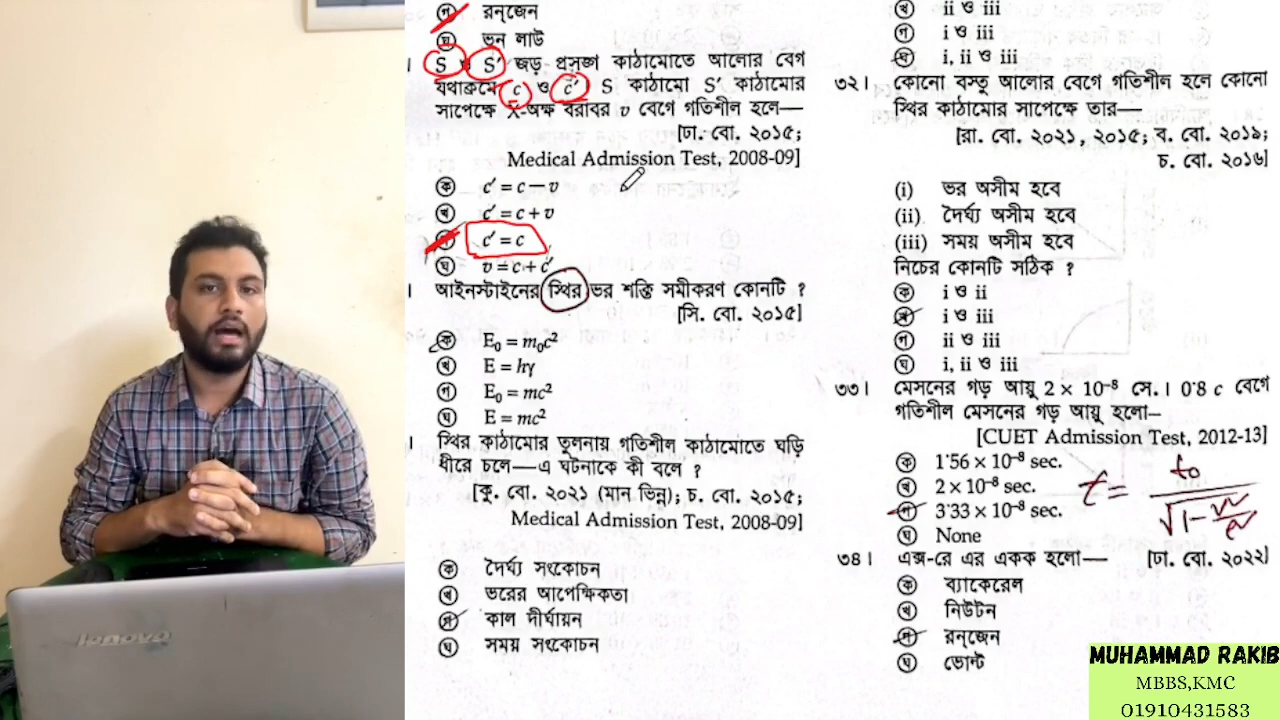 গ রন্জেন
ঘ ভন লাউ
। S ও S′ জড় প্রসঙ্গ কাঠামোতে আলোর বেগ
যথাক্রমে c ও c′ S কাঠামো S′ কাঠামোর
সাপেক্ষে X-অক্ষ বরাবর v বেগে গতিশীল হলে—
[ঢা. বো. ২০১৫;
Medical Admission Test, 2008-09]
ক c′ = c – v
খ c′ = c + v
গ c′ = c
ঘ v = c + c′
। আইনস্টাইনের স্থির ভর শক্তি সমীকরণ কোনটি ?
[সি. বো. ২০১৫]
ক E₀ = m₀c²
খ E = hγ
গ E₀ = mc²
ঘ E = mc²
। স্থির কাঠামোর তুলনায় গতিশীল কাঠামোতে ঘড়ি
ধীরে চলে—এ ঘটনাকে কী বলে ?
[কু. বো. ২০২১ (মান ভিন্ন); চ. বো. ২০১৫;
Medical Admission Test, 2008-09]
ক দৈর্ঘ্য সংকোচন
খ ভরের আপেক্ষিকতা
গ কাল দীর্ঘায়ন
ঘ সময় সংকোচন
খ ii ও iii
গ i ও iii
ঘ i, ii ও iii
৩২। কোনো বস্তু আলোর বেগে গতিশীল হলে কোনো
স্থির কাঠামোর সাপেক্ষে তার—
[রা. বো. ২০২১, ২০১৫; ব. বো. ২০১৯;
চ. বো. ২০১৬]
(i) ভর অসীম হবে
(ii) দৈর্ঘ্য অসীম হবে
(iii) সময় অসীম হবে
নিচের কোনটি সঠিক ?
ক i ও ii
খ i ও iii
গ ii ও iii
ঘ i, ii ও iii
৩৩। মেসনের গড় আয়ু 2 × 10⁻⁸ সে.। 0·8 c বেগে
গতিশীল মেসনের গড় আয়ু হলো–
[CUET Admission Test, 2012-13]
ক 1·56 × 10⁻⁸ sec.
খ 2 × 10⁻⁸ sec.
গ 3·33 × 10⁻⁸ sec.
ঘ None
t = t₀ / √1 – v²/c²
৩৪। এক্স-রে এর একক হলো— [ঢা. বো. ২০২২]
ক ব্যাকেরেল
খ নিউটন
গ রন্জেন
ঘ ভোল্ট
lenovo
MUHAMMAD RAKIB
MBBS,KMC
01910431583